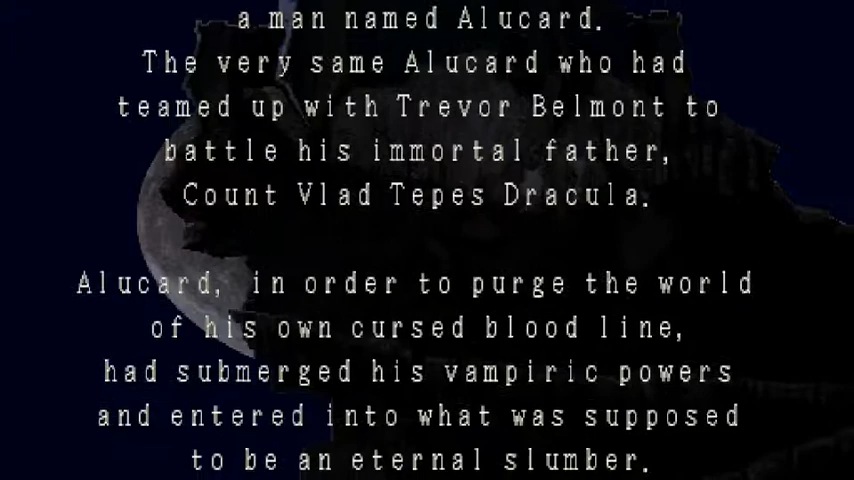 a man named Alucard.
The very same Alucard who had
teamed up with Trevor Belmont to
battle his immortal father,
Count Vlad Tepes Dracula.
Alucard, in order to purge the world
of his own cursed blood line,
had submerged his vampiric powers
and entered into what was supposed
to be an eternal slumber.